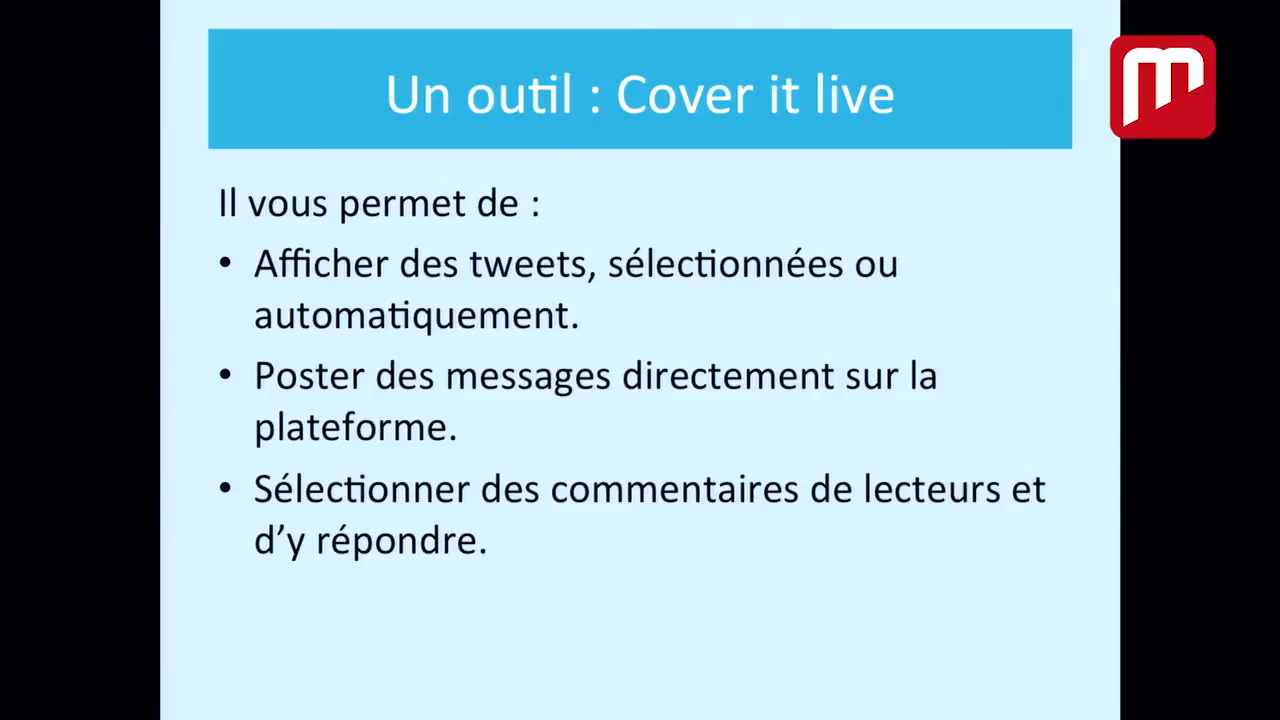 Un outil : Cover it live
Il vous permet de :
• Afficher des tweets, sélectionnées ou
automatiquement.
• Poster des messages directement sur la
plateforme.
• Sélectionner des commentaires de lecteurs et
d’y répondre.